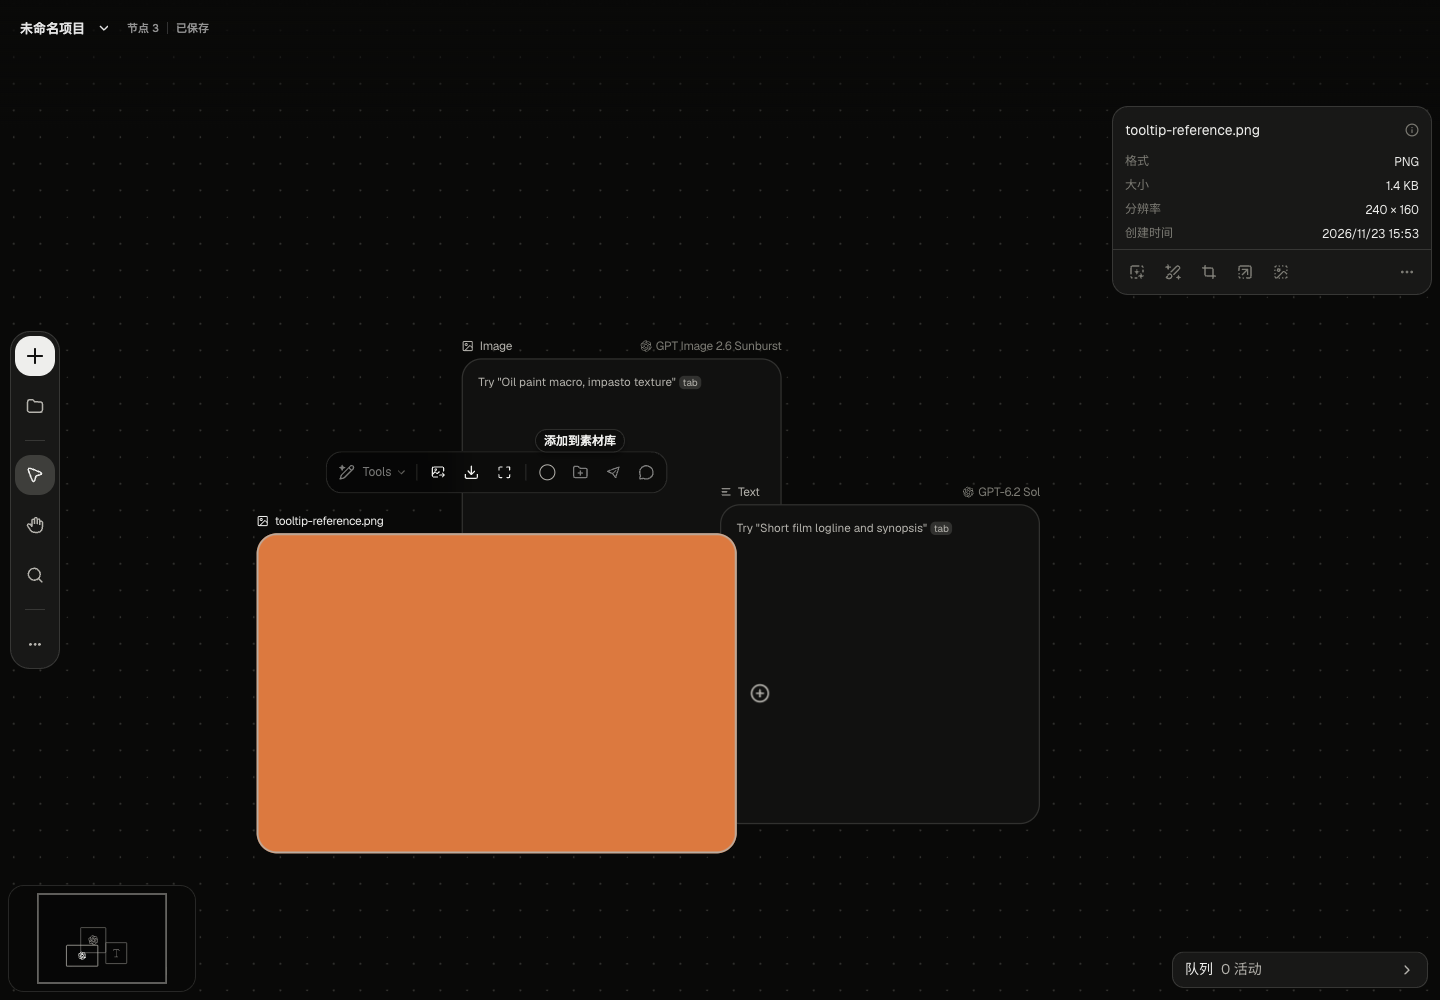 未命名项目 节点 3 已保存
tooltip-reference.png
格式 PNG
大小 1.4 KB
分辨率 240 × 160
创建时间 2026/11/23 15:53
Image GPT Image 2.6 Sunburst
Try "Oil paint macro, impasto texture" tab
添加到素材库
Tools
Text GPT-6.2 Sol
tooltip-reference.png
Try "Short film logline and synopsis" tab
T
队列 0 活动